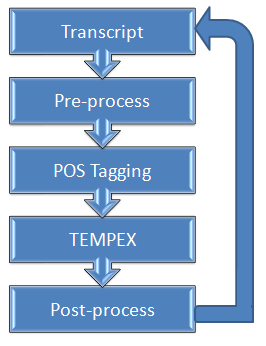 Transcript
Pre-process
POS Tagging
TEMPEX
Post-process